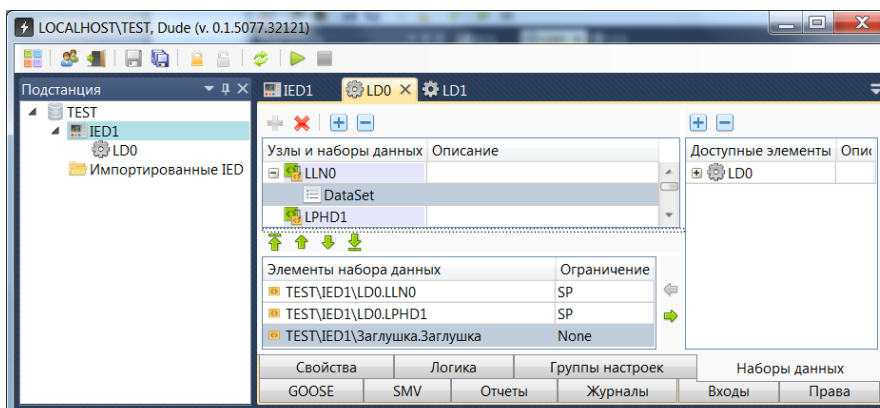 LOCALHOST\TEST, Dude (v. 0.1.5077.32121)
Подстанция
TEST
IED1
LD0
Импортированные IED
IED1 LD0 LD1
Узлы и наборы данных Описание
LLN0
DataSet
LPHD1
Доступные элементы
LD0
Элементы набора данных Ограничение
TEST\IED1\LD0.LLN0 SP
TEST\IED1\LD0.LPHD1 SP
TEST\IED1\Заглушка.Заглушка None
Свойства Логика Группы настроек Наборы данных
GOOSE SMV Отчеты Журналы Входы Права